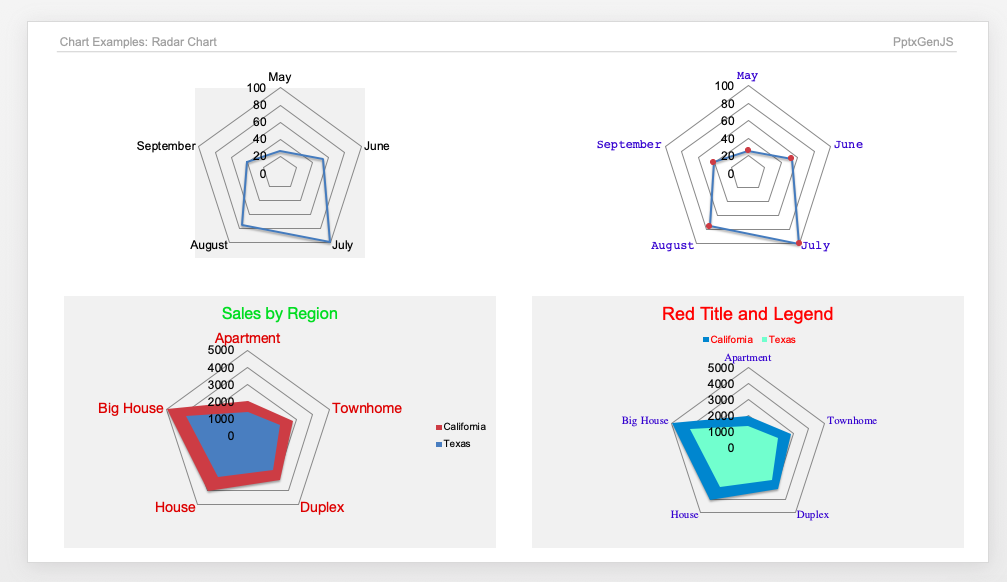 Chart Examples: Radar Chart
PptxGenJS
May
100
80
60
40
20
0
June
July
August
September
May
100
80
60
40
20
0
June
July
August
September
Sales by Region
Apartment
5000
4000
3000
2000
1000
0
Townhome
Duplex
House
Big House
California
Texas
Red Title and Legend
California
Texas
Apartment
5000
4000
3000
2000
1000
0
Townhome
Duplex
House
Big House